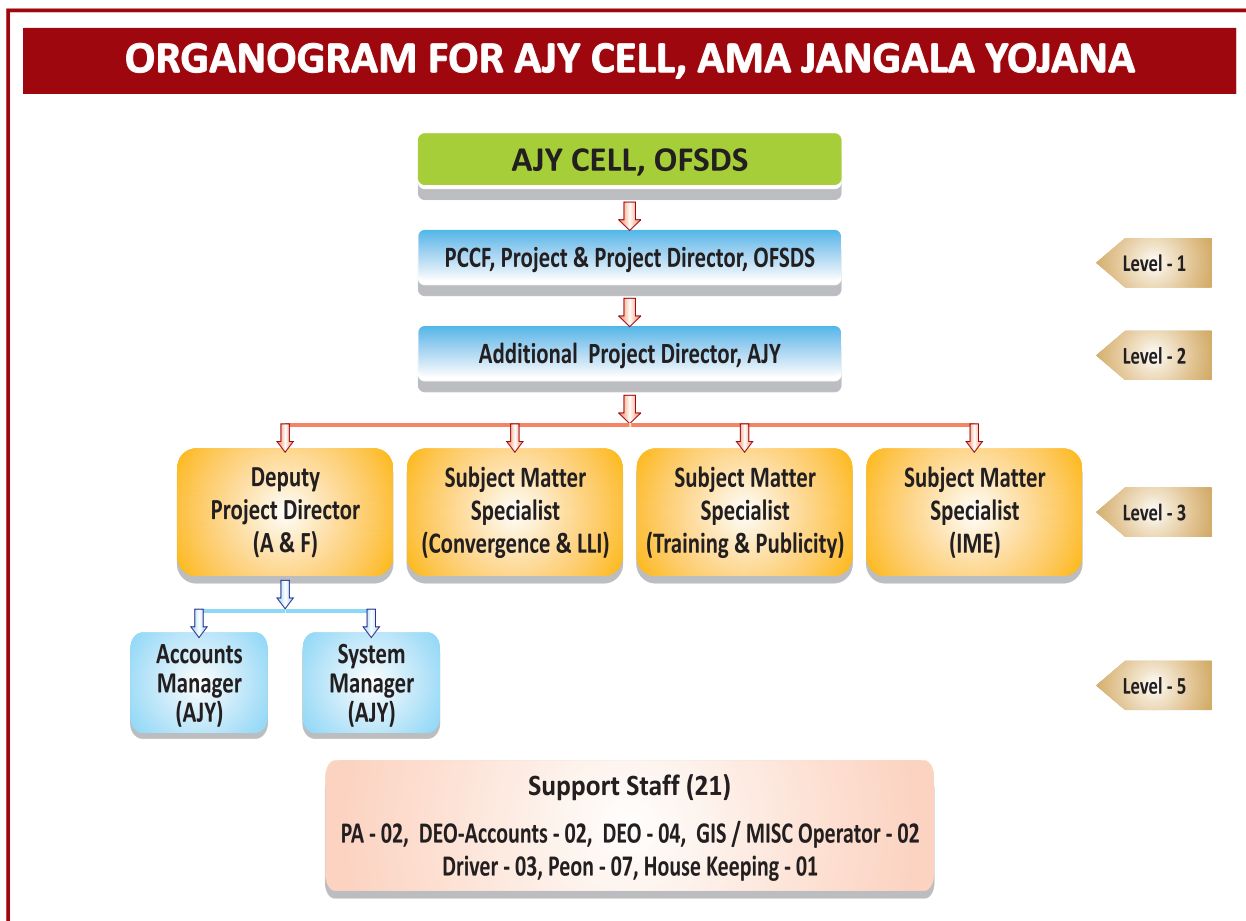 ORGANOGRAM FOR AJY CELL, AMA JANGALA YOJANA
AJY CELL, OFSDS
PCCF, Project & Project Director, OFSDS
Level - 1
Additional Project Director, AJY
Level - 2
Deputy
Project Director
(A & F)
Subject Matter
Specialist
(Convergence & LLI)
Subject Matter
Specialist
(Training & Publicity)
Subject Matter
Specialist
(IME)
Level - 3
Accounts
Manager
(AJY)
System
Manager
(AJY)
Level - 5
Support Staff (21)
PA - 02, DEO-Accounts - 02, DEO - 04, GIS / MISC Operator - 02
Driver - 03, Peon - 07, House Keeping - 01